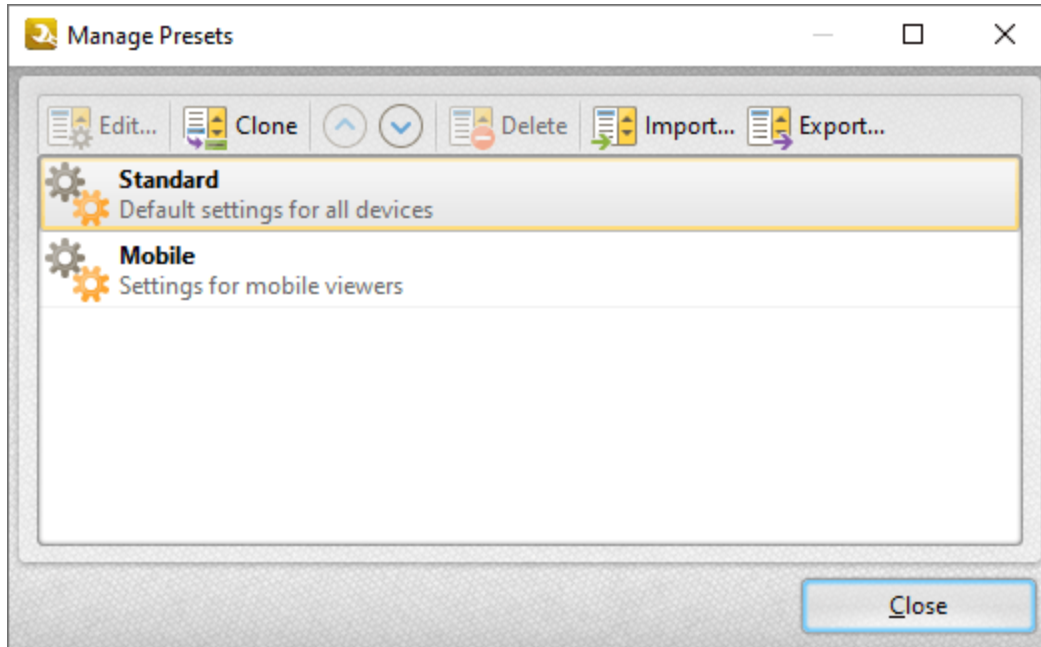 Manage Presets
Edit... Clone Delete Import... Export...
Standard
Default settings for all devices
Mobile
Settings for mobile viewers
Close